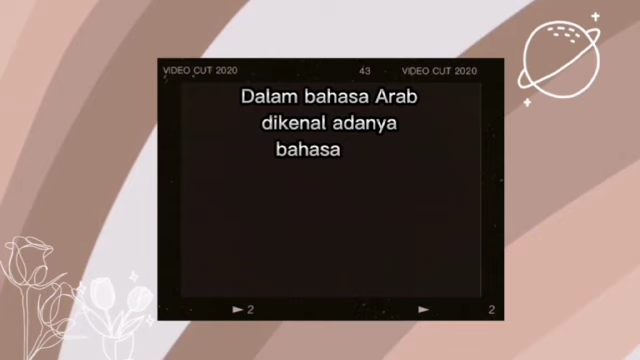 VIDEO CUT 2020 43 VIDEO CUT 2020
Dalam bahasa Arab
dikenal adanya
bahasa
2 2